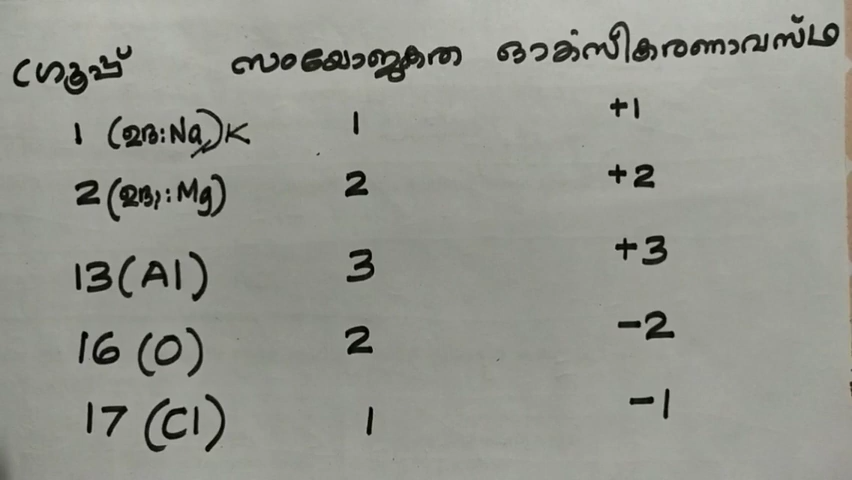 ഗ്രൂപ്പ് സംയോജകത ഓക്സീകരണാവസ്ഥ
1 (ഉദാ:Na,)K 1 +1
2 (ഉദാ:Mg) 2 +2
13 (Al) 3 +3
16 (O) 2 -2
17 (Cl) 1 -1